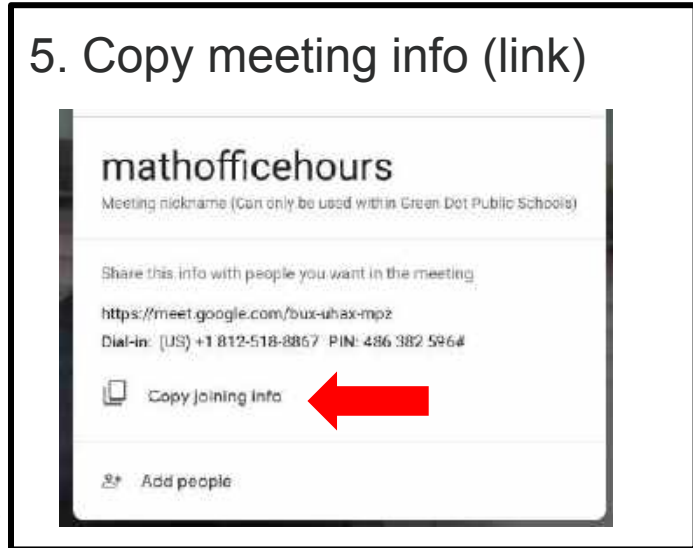 5. Copy meeting info (link)
mathofficehours
Meeting nickname (Can only be used within Green Dot Public Schools)
Share this info with people you want in the meeting
https://meet.google.com/bux-uhax-mpz
Dial-in: (US) +1 812-518-8867 PIN: 486 382 596#
Copy joining info
Add people